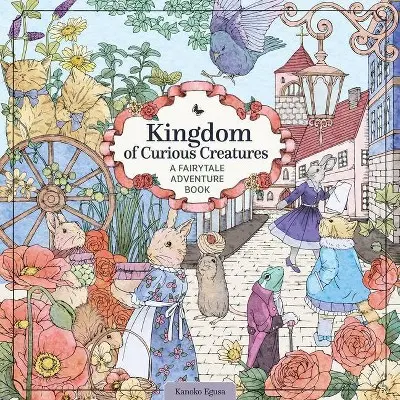 Kingdom
of Curious Creatures
A FAIRYTALE
ADVENTURE
BOOK
Kanoko Egusa